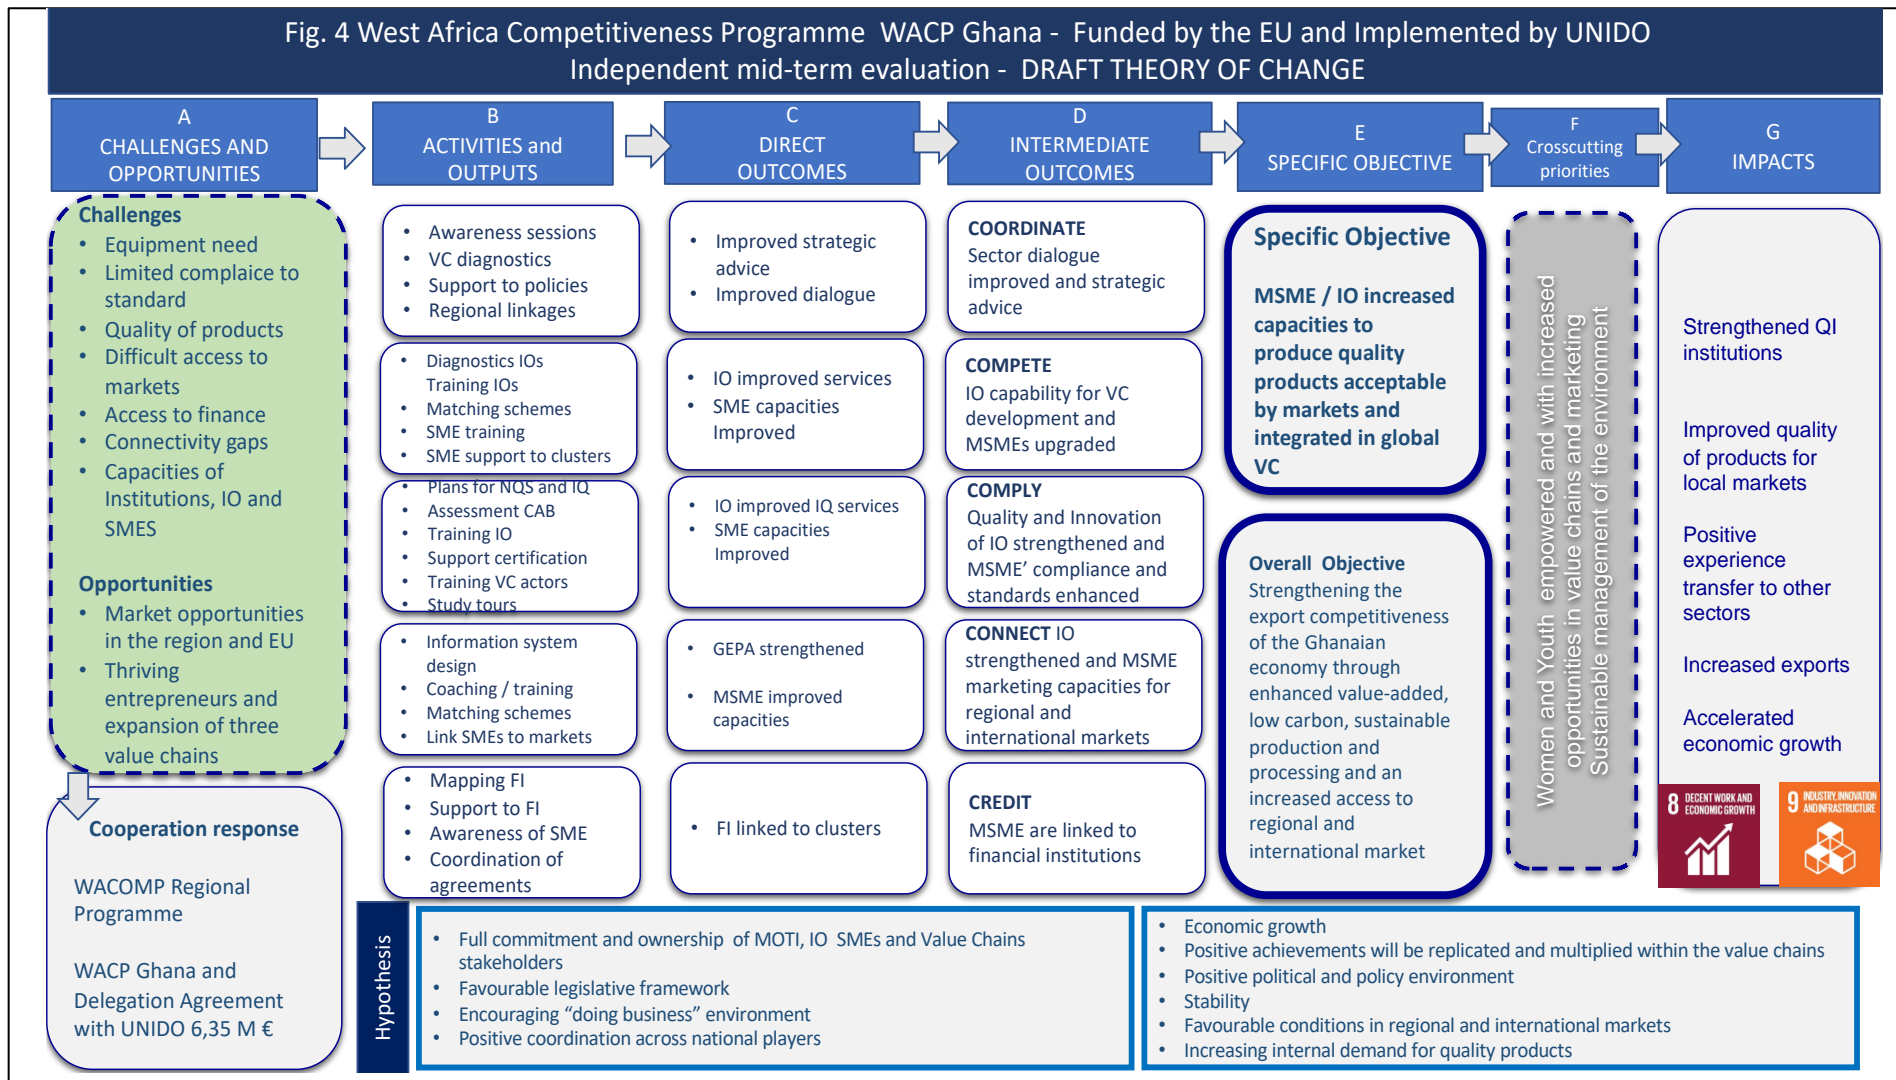 Fig. 4 West Africa Competitiveness Programme WACP Ghana - Funded by the EU and Implemented by UNIDO
Independent mid-term evaluation - DRAFT THEORY OF CHANGE
A
CHALLENGES AND
OPPORTUNITIES
B
ACTIVITIES and
OUTPUTS
C
DIRECT
OUTCOMES
D
INTERMEDIATE
OUTCOMES
E
SPECIFIC OBJECTIVE
F
Crosscutting
priorities
G
IMPACTS
Challenges
• Equipment need
• Limited complaice to
standard
• Quality of products
• Difficult access to
markets
• Access to finance
• Connectivity gaps
• Capacities of
Institutions, IO and
SMES
Opportunities
• Market opportunities
in the region and EU
• Thriving
entrepreneurs and
expansion of three
value chains
Cooperation response
WACOMP Regional
Programme
WACP Ghana and
Delegation Agreement
with UNIDO 6,35 M €
• Awareness sessions
• VC diagnostics
• Support to policies
• Regional linkages
• Diagnostics IOs
Training IOs
• Matching schemes
• SME training
• SME support to clusters
• Plans for NQS and IQ
• Assessment CAB
• Training IO
• Support certification
• Training VC actors
• Study tours
• Information system
design
• Coaching / training
• Matching schemes
• Link SMEs to markets
• Mapping FI
• Support to FI
• Awareness of SME
• Coordination of
agreements
• Improved strategic
advice
• Improved dialogue
• IO improved services
• SME capacities
Improved
• IO improved IQ services
• SME capacities
Improved
• GEPA strengthened
• MSME improved
capacities
• FI linked to clusters
COORDINATE
Sector dialogue
improved and strategic
advice
COMPETE
IO capability for VC
development and
MSMEs upgraded
COMPLY
Quality and Innovation
of IO strengthened and
MSME’ compliance and
standards enhanced
CONNECT IO
strengthened and MSME
marketing capacities for
regional and
international markets
CREDIT
MSME are linked to
financial institutions
Specific Objective
MSME / IO increased
capacities to
produce quality
products acceptable
by markets and
integrated in global
VC
Overall Objective
Strengthening the
export competitiveness
of the Ghanaian
economy through
enhanced value-added,
low carbon, sustainable
production and
processing and an
increased access to
regional and
international market
Women and Youth empowered and with increased
opportunities in value chains and marketing
Sustainable management of the environment
Strengthened QI
institutions
Improved quality
of products for
local markets
Positive
experience
transfer to other
sectors
Increased exports
Accelerated
economic growth
8 DECENT WORK AND
ECONOMIC GROWTH
9 INDUSTRY, INNOVATION
AND INFRASTRUCTURE
Hypothesis
• Full commitment and ownership of MOTI, IO SMEs and Value Chains
stakeholders
• Favourable legislative framework
• Encouraging “doing business” environment
• Positive coordination across national players
• Economic growth
• Positive achievements will be replicated and multiplied within the value chains
• Positive political and policy environment
• Stability
• Favourable conditions in regional and international markets
• Increasing internal demand for quality products